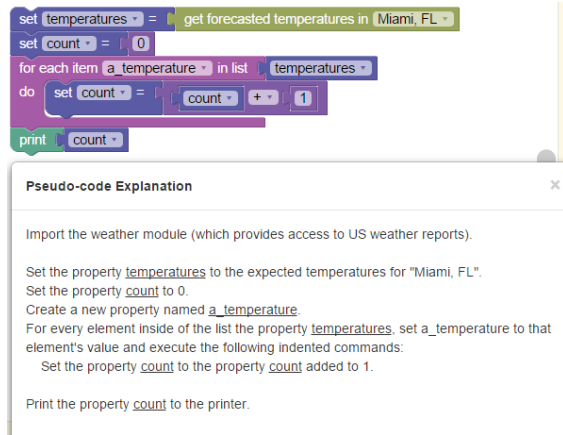 set temperatures = get forecasted temperatures in Miami, FL
set count = 0
for each item a_temperature in list temperatures
do set count = count + 1
print count
Pseudo-code Explanation ×
Import the weather module (which provides access to US weather reports).
Set the property temperatures to the expected temperatures for "Miami, FL".
Set the property count to 0.
Create a new property named a_temperature.
For every element inside of the list the property temperatures, set a_temperature to that
element's value and execute the following indented commands:
Set the property count to the property count added to 1.
Print the property count to the printer.